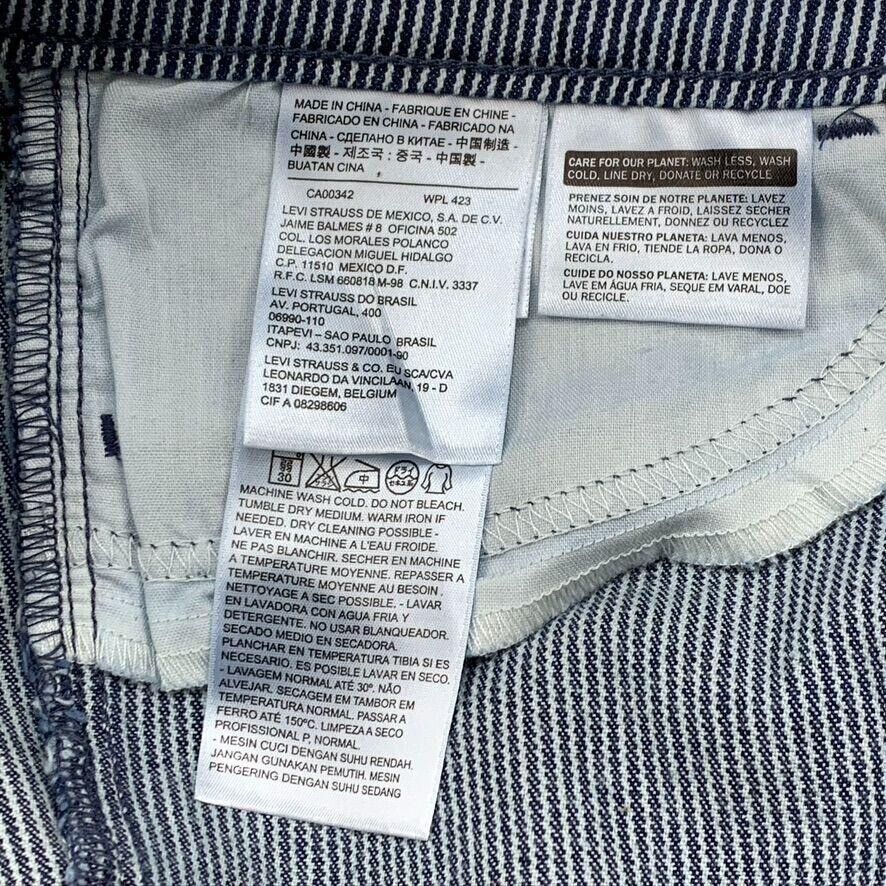 MADE IN CHINA - FABRIQUE EN CHINE -
FABRICADO EN CHINA - FABRICADO NA
CHINA - СДЕЛАНО В КИТАЕ - 中国制造 -
中國製 - 제조국 : 중국 - 中国製 -
BUATAN CINA
CA00342 WPL 423
LEVI STRAUSS DE MEXICO, S.A. DE C.V.
JAIME BALMES # 8 OFICINA 502
COL. LOS MORALES POLANCO
DELEGACION MIGUEL HIDALGO
C.P. 11510 MEXICO D.F.
R.F.C. LSM 660818 M-98 C.N.I.V. 3337
LEVI STRAUSS DO BRASIL
AV. PORTUGAL, 400
06990-110
ITAPEVI - SAO PAULO BRASIL
CNPJ: 43.351.097/0001-90
LEVI STRAUSS & CO. EU SCA/CVA
LEONARDO DA VINCILAAN, 19 - D
1831 DIEGEM, BELGIUM
CIF A 08298606
CARE FOR OUR PLANET: WASH LESS, WASH
COLD, LINE DRY, DONATE OR RECYCLE
PRENEZ SOIN DE NOTRE PLANETE: LAVEZ
MOINS, LAVEZ A FROID, LAISSEZ SECHER
NATURELLEMENT, DONNEZ OU RECYCLEZ
CUIDA NUESTRO PLANETA: LAVA MENOS,
LAVA EN FRIO, TIENDE LA ROPA, DONA O
RECICLA.
CUIDE DO NOSSO PLANETA: LAVE MENOS,
LAVE EM ÁGUA FRIA, SEQUE EM VARAL, DOE
OU RECICLE.
30 中 ドライ
MACHINE WASH COLD. DO NOT BLEACH.
TUMBLE DRY MEDIUM. WARM IRON IF
NEEDED. DRY CLEANING POSSIBLE -
LAVER EN MACHINE A L'EAU FROIDE.
NE PAS BLANCHIR. SECHER EN MACHINE
A TEMPERATURE MOYENNE. REPASSER A
TEMPERATURE MOYENNE AU BESOIN.
NETTOYAGE A SEC POSSIBLE. - LAVAR
EN LAVADORA CON AGUA FRIA Y
DETERGENTE. NO USAR BLANQUEADOR.
SECADO MEDIO EN SECADORA.
PLANCHAR EN TEMPERATURA TIBIA SI ES
NECESARIO. ES POSIBLE LAVAR EN SECO.
- LAVAGEM NORMAL ATÉ 30º. NÃO
ALVEJAR. SECAGEM EM TAMBOR EM
TEMPERATURA NORMAL. PASSAR A
FERRO ATÉ 150ºC. LIMPEZA A SECO
PROFISSIONAL P, NORMAL.
- MESIN CUCI DENGAN SUHU RENDAH.
JANGAN GUNAKAN PEMUTIH. MESIN
PENGERING DENGAN SUHU SEDANG